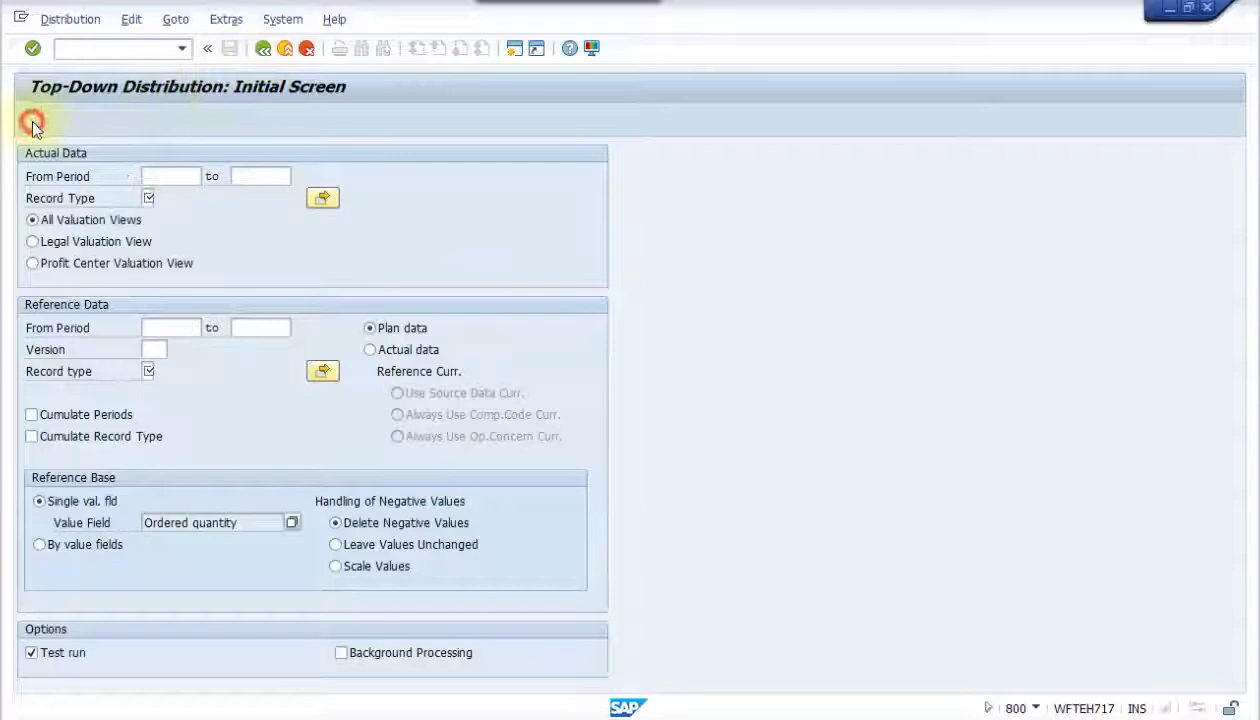 Distribution Edit Goto Extras System Help
Top-Down Distribution: Initial Screen
Actual Data
From Period to
Record Type
All Valuation Views
Legal Valuation View
Profit Center Valuation View
Reference Data
From Period to Plan data
Version Actual data
Record type Reference Curr.
Use Source Data Curr.
Cumulate Periods Always Use Comp.Code Curr.
Cumulate Record Type Always Use Op.Concern Curr.
Reference Base
Single val. fld Handling of Negative Values
Value Field Ordered quantity Delete Negative Values
By value fields Leave Values Unchanged
Scale Values
Options
Test run Background Processing
SAP 800 WFTEH717 INS